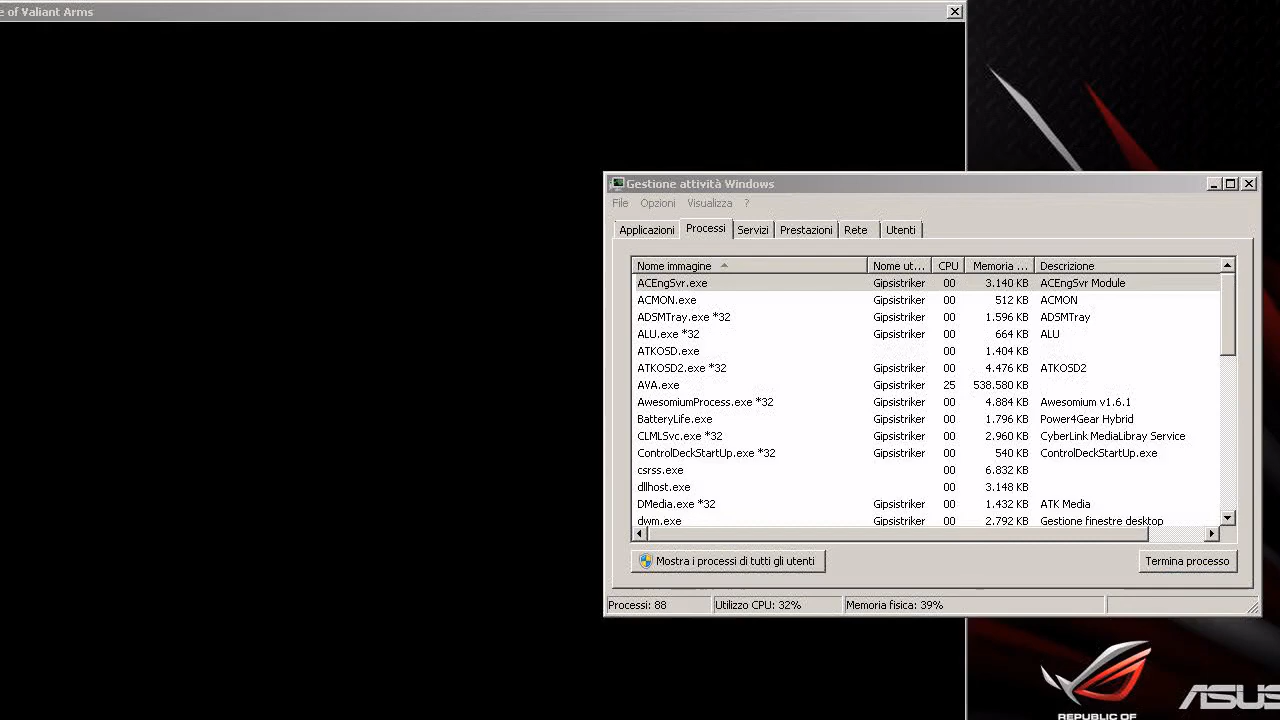 e of Valiant Arms
Gestione attività Windows
File Opzioni Visualizza ?
Applicazioni Processi Servizi Prestazioni Rete Utenti
Nome immagine Nome ut... CPU Memoria ... Descrizione
ACEngSvr.exe Gipsistriker 00 3.140 KB ACEngSvr Module
ACMON.exe Gipsistriker 00 512 KB ACMON
ADSMTray.exe *32 Gipsistriker 00 1.596 KB ADSMTray
ALU.exe *32 Gipsistriker 00 664 KB ALU
ATKOSD.exe 00 1.404 KB
ATKOSD2.exe *32 Gipsistriker 00 4.476 KB ATKOSD2
AVA.exe Gipsistriker 25 538.580 KB
AwesomiumProcess.exe *32 Gipsistriker 00 4.884 KB Awesomium v1.6.1
BatteryLife.exe Gipsistriker 00 1.796 KB Power4Gear Hybrid
CLMLSvc.exe *32 Gipsistriker 00 2.960 KB CyberLink MediaLibray Service
ControlDeckStartUp.exe *32 Gipsistriker 00 540 KB ControlDeckStartUp.exe
csrss.exe 00 6.832 KB
dllhost.exe 00 3.148 KB
DMedia.exe *32 Gipsistriker 00 1.432 KB ATK Media
dwm.exe Gipsistriker 00 2.792 KB Gestione finestre desktop
Mostra i processi di tutti gli utenti Termina processo
Processi: 88 Utilizzo CPU: 32% Memoria fisica: 39%
ASUS
REPUBLIC OF